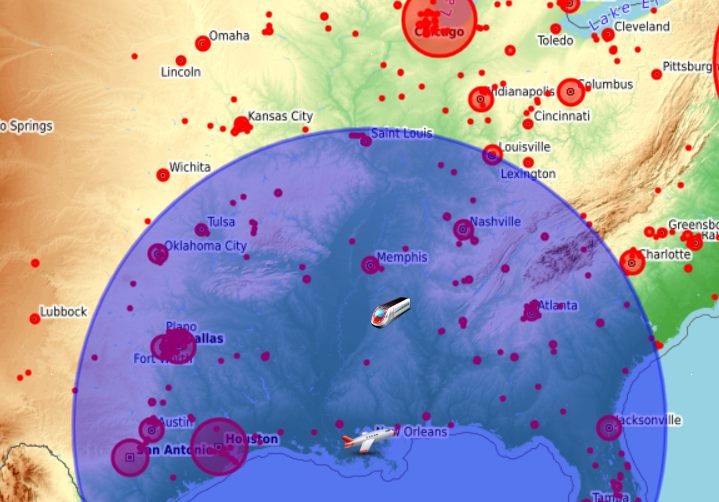 Lake E
Chicago
Cleveland
Toledo
Omaha
Pittsburg
Lincoln
Columbus
Indianapolis
Kansas City
Cincinnati
o Springs
Saint Louis
Louisville
Wichita
Lexington
Tulsa
Nashville
Greensbo
Ra
Oklahoma City
Memphis
Charlotte
Atlanta
Lubbock
Plano
Dallas
Fort Worth
Austin
New Orleans
Jacksonville
Houston
San Antonio
Tampa